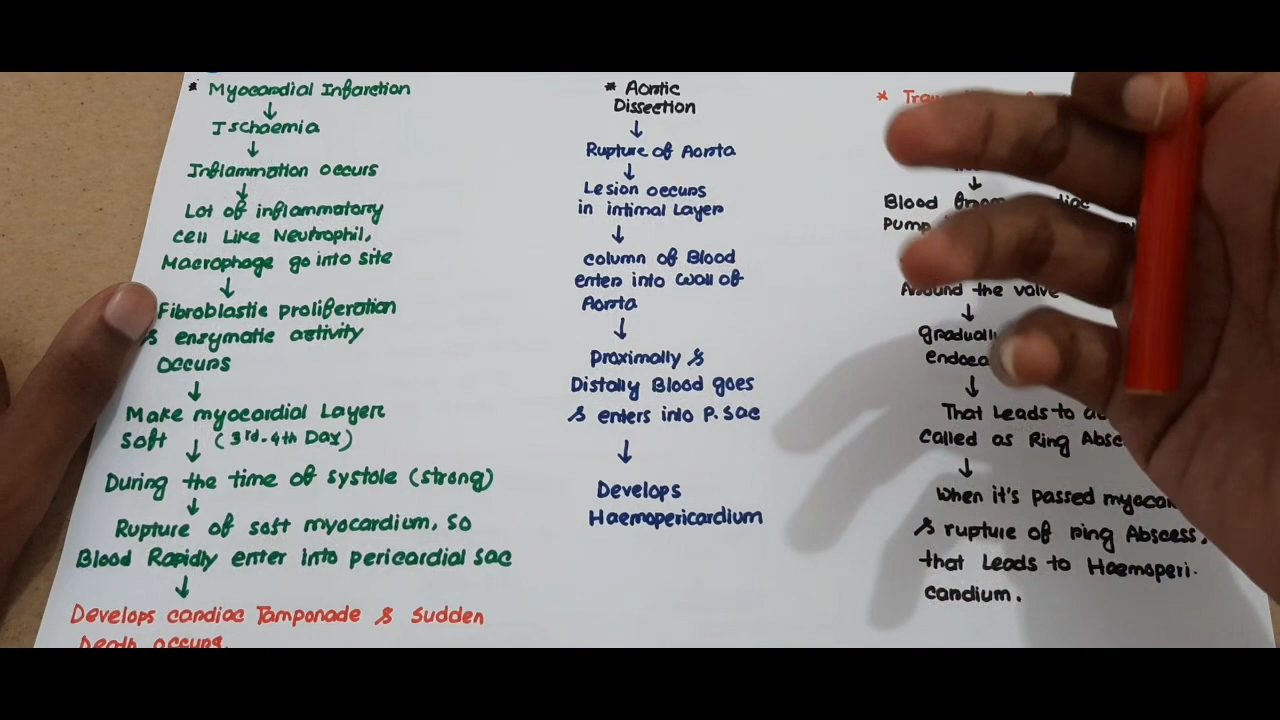 * Myocardial Infarction
↓
Ischaemia
↓
Inflammation occurs
↓
Lot of inflammatory
cell Like Neutrophil,
Macrophage go into site
↓
Fibroblastic proliferation
& enzymatic activity
occurs
↓
Make myocardial Layer
Soft ↓ (3rd-4th Day)
During the time of systole (strong)
↓
Rupture of soft myocardium, so
Blood Rapidly enter into pericardial sac
↓
Develops cardiac Tamponade & Sudden
Death occurs.
* Aortic
Dissection
↓
Rupture of Aorta
↓
Lesion occurs
in intimal Layer
↓
column of Blood
enter into Wall of
Aorta
↓
Proximally &
Distally Blood goes
& enters into P. Sac
↓
Develops
Haemopericardium
*
↓
Blood from
Pump
Around the valve
↓
gradually
↓
That Leads to
called as Ring
↓
When it's passed
& rupture of ring Abscess,
that Leads to Haemoperi-
cardium.